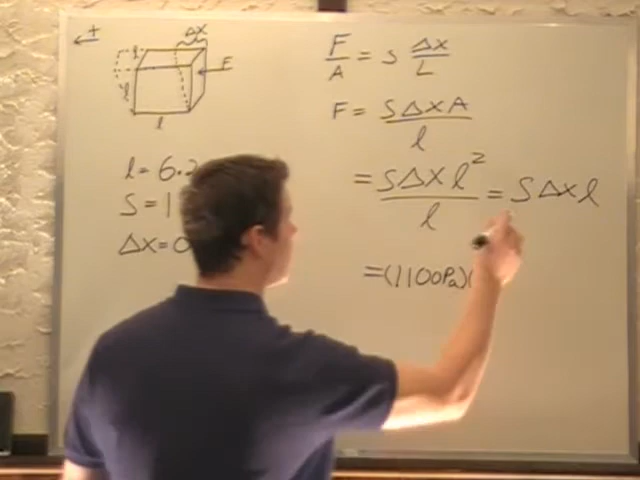 +
Δx
l
F
l
l
l = 6.2
S = 1
Δx = 0
F/A = S Δx/L
F = SΔxA/l
= SΔxl²/l = SΔxl
= (1100Pa)(